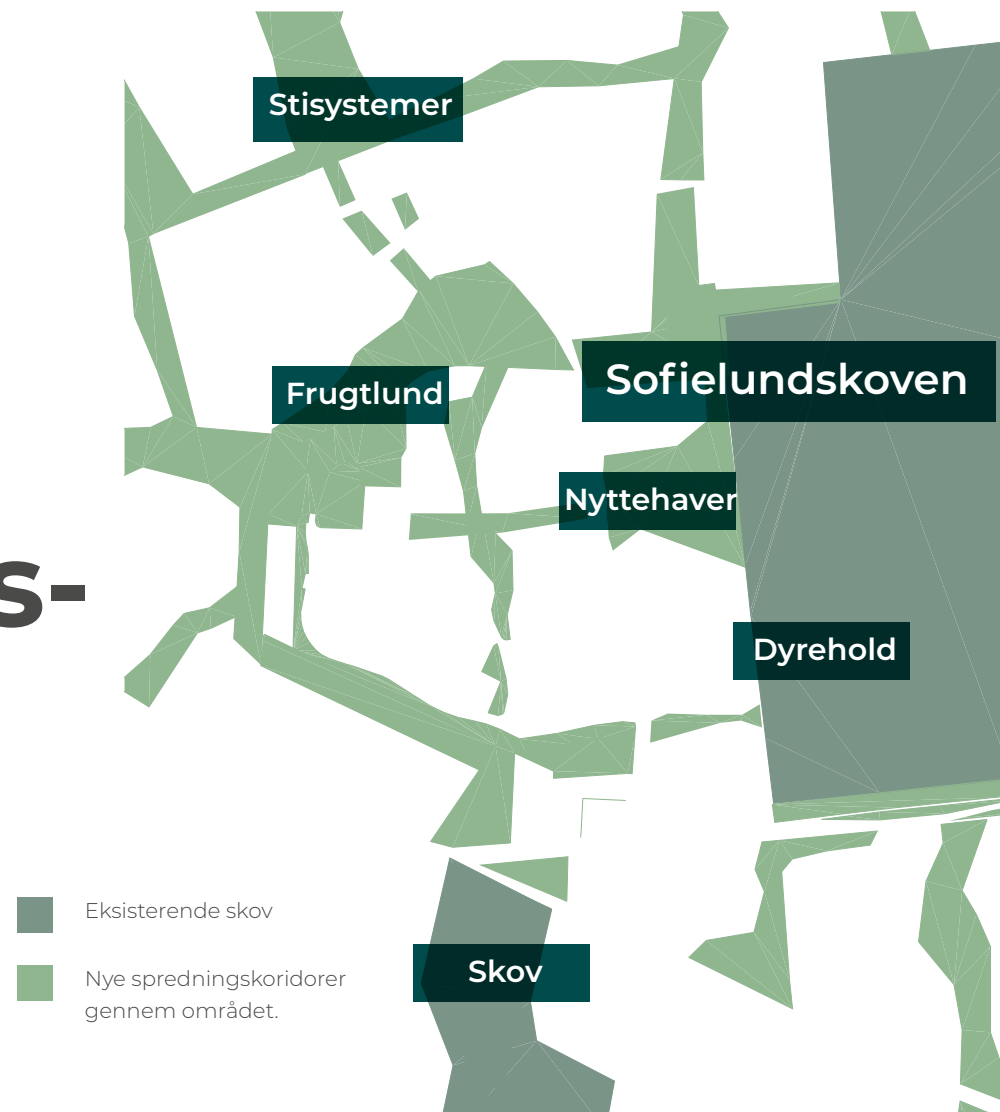 Stisystemer
Sofielundskoven
Frugtlund
Nyttehaver
s-
Dyrehold
Eksisterende skov
Skov
Nye spredningskoridorer
gennem området.